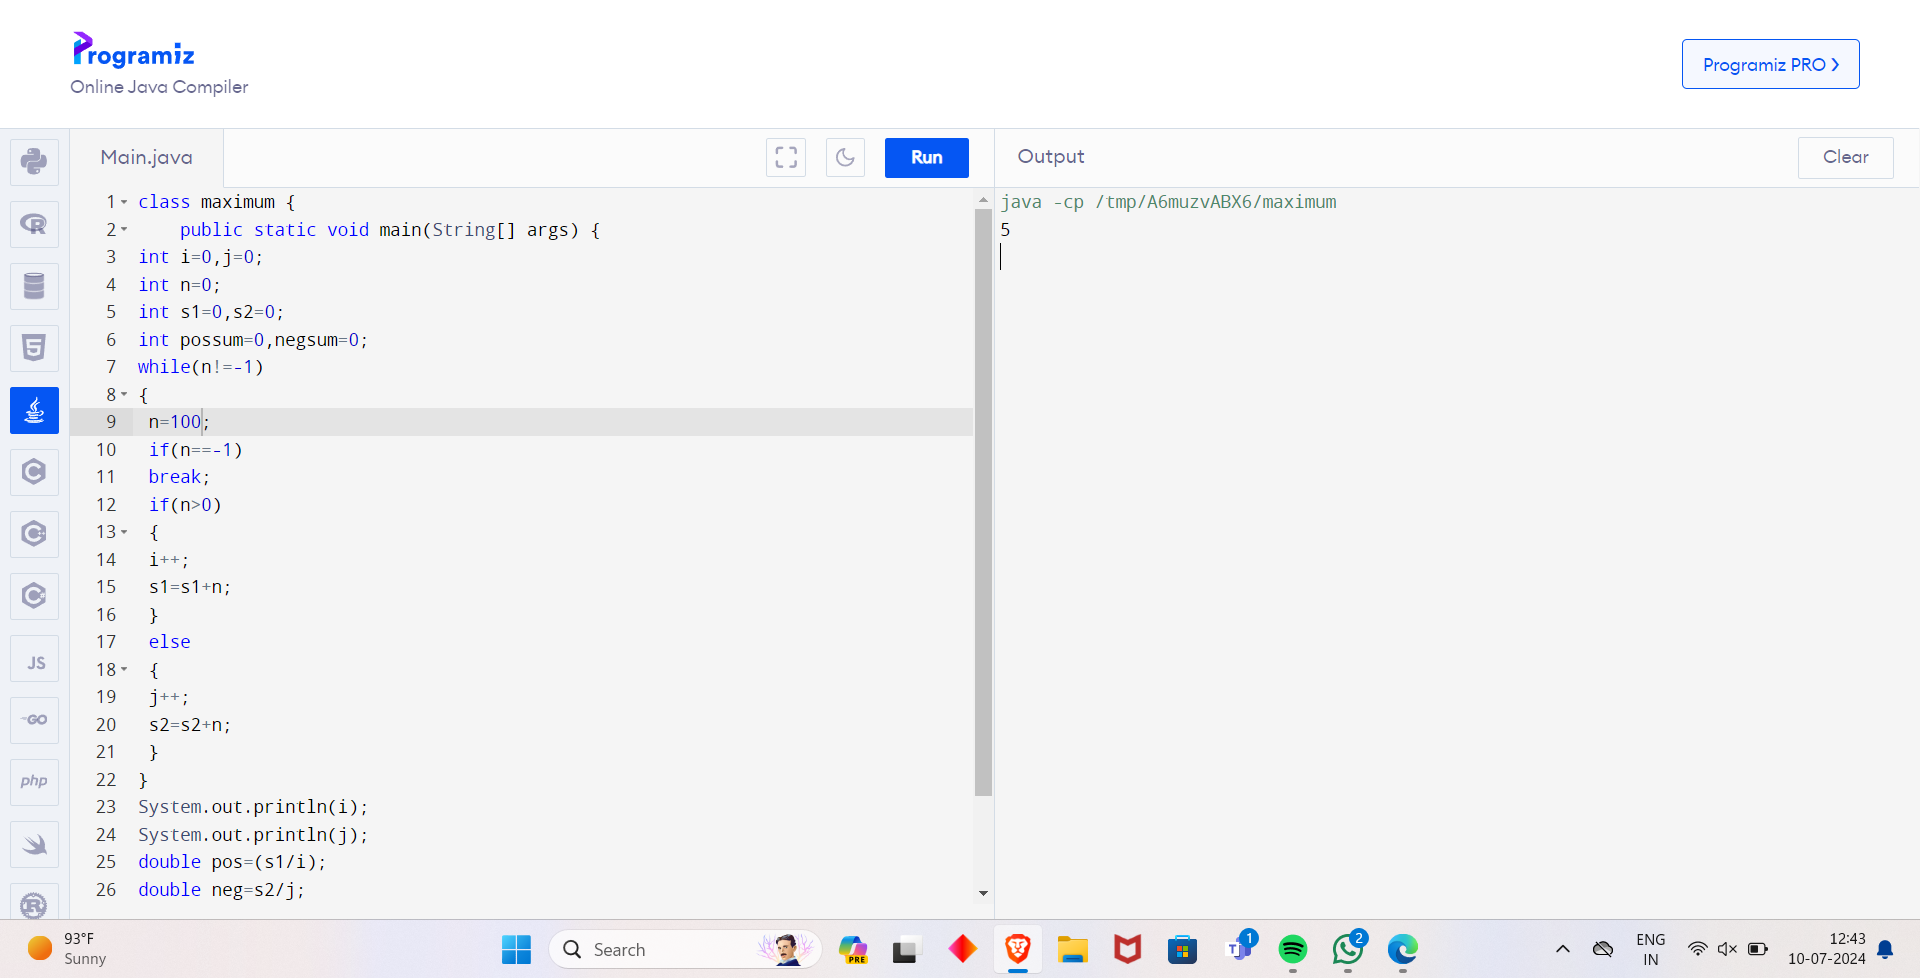 Programiz
Online Java Compiler
Programiz PRO
Main.java
Run
Output
Clear
1 class maximum {
2     public static void main(String[] args) {
3 int i=0,j=0;
4 int n=0;
5 int s1=0,s2=0;
6 int possum=0,negsum=0;
7 while(n!=-1)
8 {
9  n=100;
10  if(n==-1)
11  break;
12  if(n>0)
13  {
14  i++;
15  s1=s1+n;
16  }
17  else
18  {
19  j++;
20  s2=s2+n;
21  }
22 }
23 System.out.println(i);
24 System.out.println(j);
25 double pos=(s1/i);
26 double neg=s2/j;
java -cp /tmp/A6muzvABX6/maximum
5
R
5
C
C
C
JS
GO
php
R
93°F
Sunny
Search
PRE
T
1
2
ENG
IN
12:43
10-07-2024